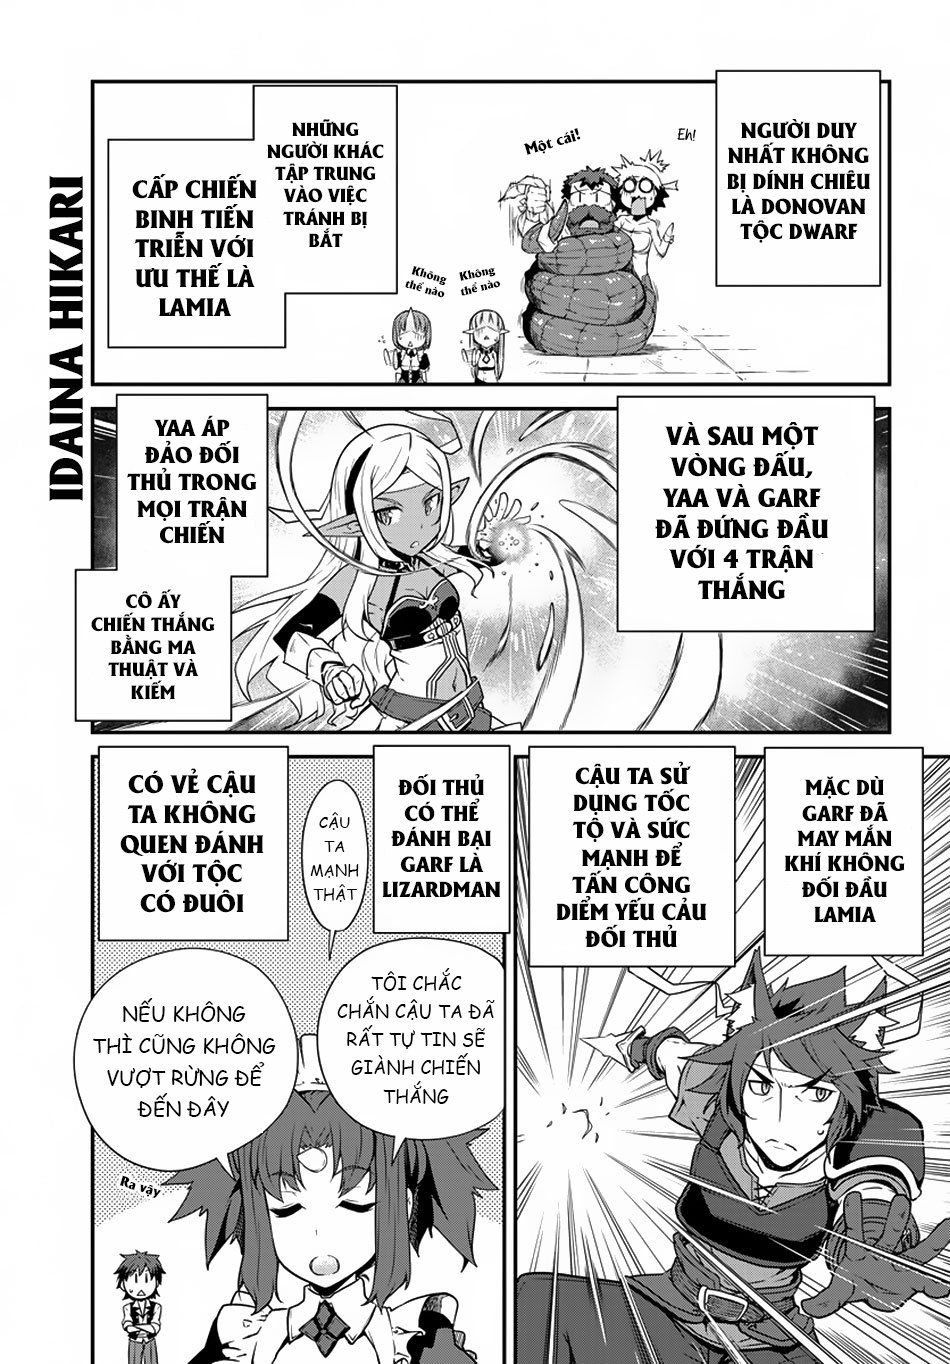 IDAINA HIKARI
NGƯỜI DUY
NHẤT KHÔNG
BỊ DÍNH CHIÊU
LÀ DONOVAN
TỘC DWARF
Eh!
Một cái!
NHỮNG
NGƯỜI KHÁC
TẬP TRUNG
VÀO VIỆC
TRÁNH BỊ
BẮT
Không
thể nào
Không
thể nào
CẤP CHIẾN
BINH TIẾN
TRIỄN VỚI
ƯU THẾ LÀ
LAMIA
VÀ SAU MỘT
VÒNG ĐẤU,
YAA VÀ GARF
ĐÃ ĐỨNG ĐẦU
VỚI 4 TRẬN
THẮNG
YAA ÁP
ĐẢO ĐỐI
THỦ TRONG
MỌI TRẬN
CHIẾN
CÔ ẤY
CHIẾN THẮNG
BẰNG MA
THUẬT VÀ
KIẾM
MẶC DÙ
GARF ĐÃ
MAY MẮN
KHÍ KHÔNG
ĐỐI ĐẦU
LAMIA
CẬU TA SỬ
DỤNG TỐC
TỘ VÀ SỨC
MẠNH ĐỂ
TẤN CÔNG
DIỂM YẾU CẢU
ĐỐI THỦ
ĐỐI THỦ
CÓ THỂ
ĐÁNH BẠI
GARF LÀ
LIZARDMAN
CẬU
TA
MẠNH
THẬT
CÓ VẺ CẬU
TA KHÔNG
QUEN ĐÁNH
VỚI TỘC
CÓ ĐUÔI
TÔI CHẮC
CHẮN CẬU TA ĐÃ
RẤT TỰ TIN SẼ
GIÀNH CHIẾN
THẮNG
NẾU KHÔNG
THÌ CŨNG KHÔNG
VƯỢT RỪNG ĐỂ
ĐẾN ĐÂY
Ra vậy